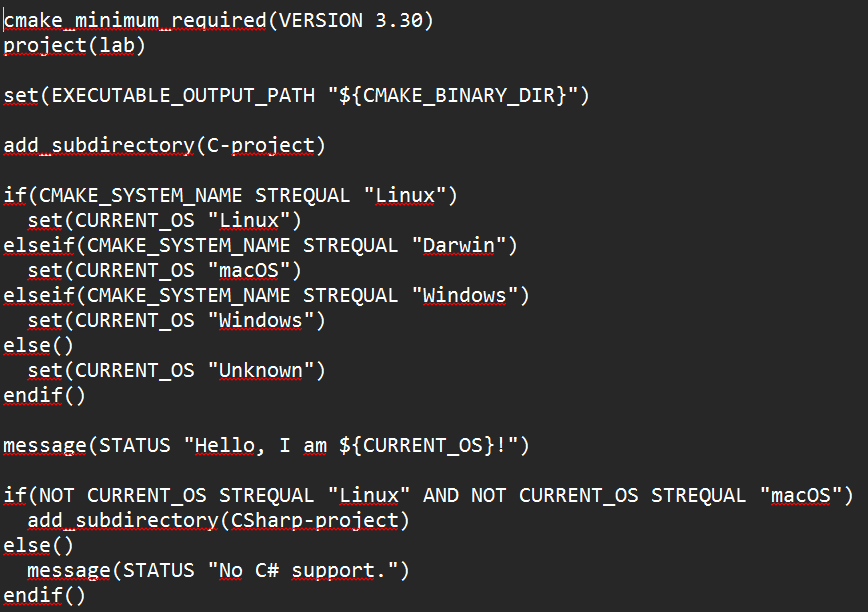 cmake_minimum_required(VERSION 3.30)
project(lab)

set(EXECUTABLE_OUTPUT_PATH "${CMAKE_BINARY_DIR}")

add_subdirectory(C-project)

if(CMAKE_SYSTEM_NAME STREQUAL "Linux")
  set(CURRENT_OS "Linux")
elseif(CMAKE_SYSTEM_NAME STREQUAL "Darwin")
  set(CURRENT_OS "macOS")
elseif(CMAKE_SYSTEM_NAME STREQUAL "Windows")
  set(CURRENT_OS "Windows")
else()
  set(CURRENT_OS "Unknown")
endif()

message(STATUS "Hello, I am ${CURRENT_OS}!")

if(NOT CURRENT_OS STREQUAL "Linux" AND NOT CURRENT_OS STREQUAL "macOS")
  add_subdirectory(CSharp-project)
else()
  message(STATUS "No C# support.")
endif()